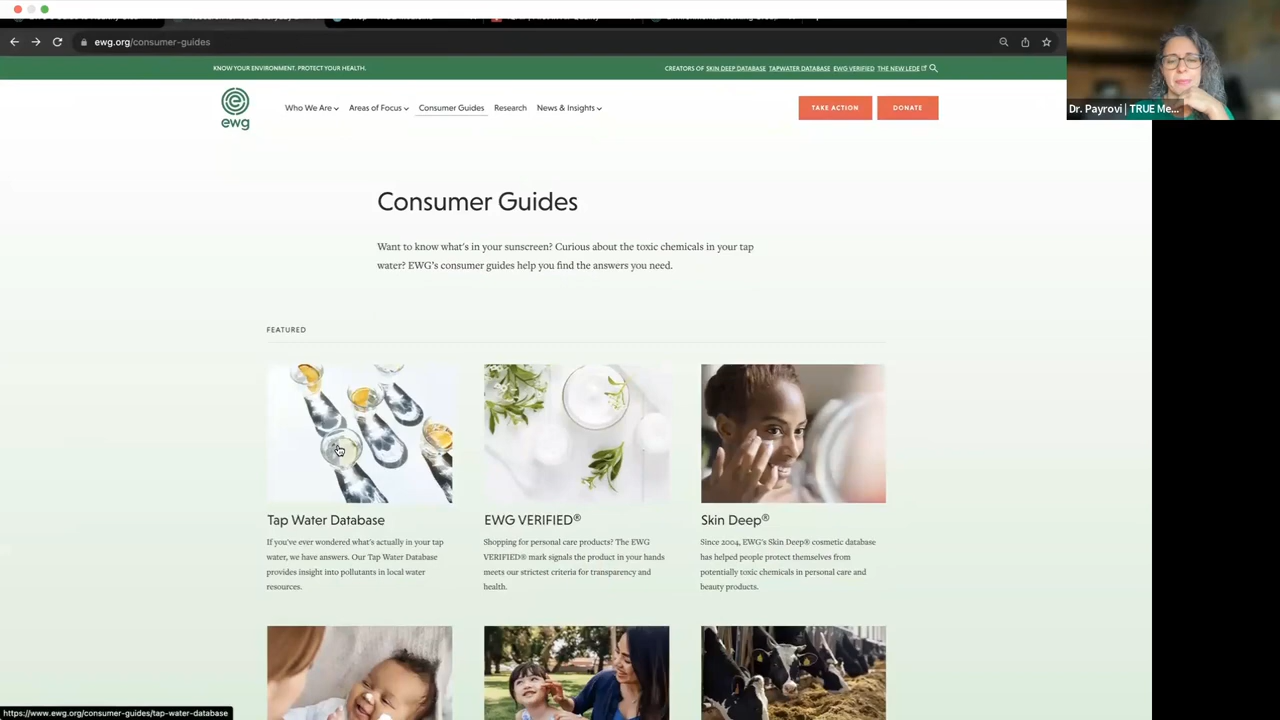 ewg.org/consumer-guides
Dr. Payrovi | TRUE Me...
KNOW YOUR ENVIRONMENT. PROTECT YOUR HEALTH.
CREATORS OF SKIN DEEP DATABASE TAPWATER DATABASE EWG VERIFIED THE NEW LEDE
ewg
Who We Are Areas of Focus Consumer Guides Research News & Insights
TAKE ACTION
DONATE
Consumer Guides
Want to know what's in your sunscreen? Curious about the toxic chemicals in your tap
water? EWG's consumer guides help you find the answers you need.
FEATURED
Tap Water Database
If you've ever wondered what's actually in your tap
water, we have answers. Our Tap Water Database
provides insight into pollutants in local water
resources.
EWG VERIFIED®
Shopping for personal care products? The EWG
VERIFIED® mark signals the product in your hands
meets our strictest criteria for transparency and
health.
Skin Deep®
Since 2004, EWG's Skin Deep® cosmetic database
has helped people protect themselves from
potentially toxic chemicals in personal care and
beauty products.
https://www.ewg.org/consumer-guides/tap-water-database